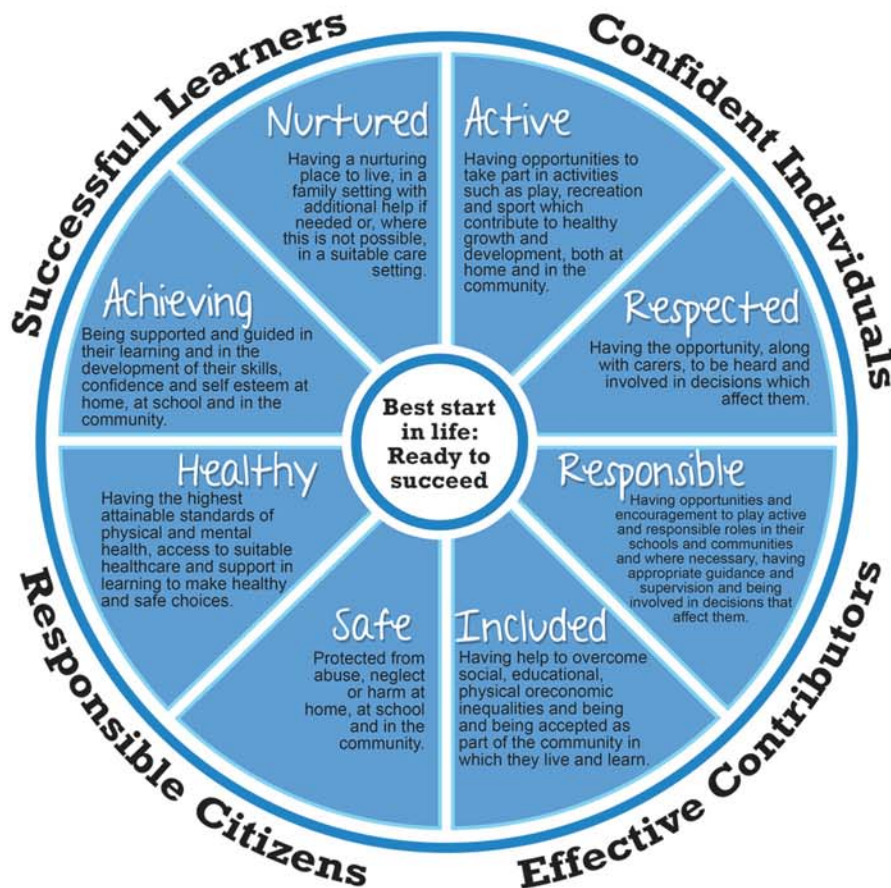 Successfull Learners
Confident Individuals
Nurtured
Having a nurturing
place to live, in a
family setting with
additional help if
needed or, where
this is not possible,
in a suitable care
setting.
Active
Having opportunities to
take part in activities
such as play, recreation
and sport which
contribute to healthy
growth and
development, both at
home and in the
community.
Achieving
Being supported and guided in
their learning and in the
development of their skills,
confidence and self esteem at
home, at school and in the
community.
Respected
Having the opportunity, along
with carers, to be heard and
involved in decisions which
affect them.
Best start
in life:
Ready to
succeed
Healthy
Having the highest
attainable standards of
physical and mental
health, access to suitable
healthcare and support in
learning to make healthy
and safe choices.
Responsible
Having opportunities and
encouragement to play active
and responsible roles in their
schools and communities
and where necessary, having
appropriate guidance and
supervision and being
involved in decisions that
affect them.
Safe
Protected from
abuse, neglect
or harm at
home, at school
and in the
community.
Included
Having help to overcome
social, educational,
physical oreconomic
inequalities and being
and being accepted as
part of the community in
which they live and learn.
Responsible Citizens
Effective Contributors